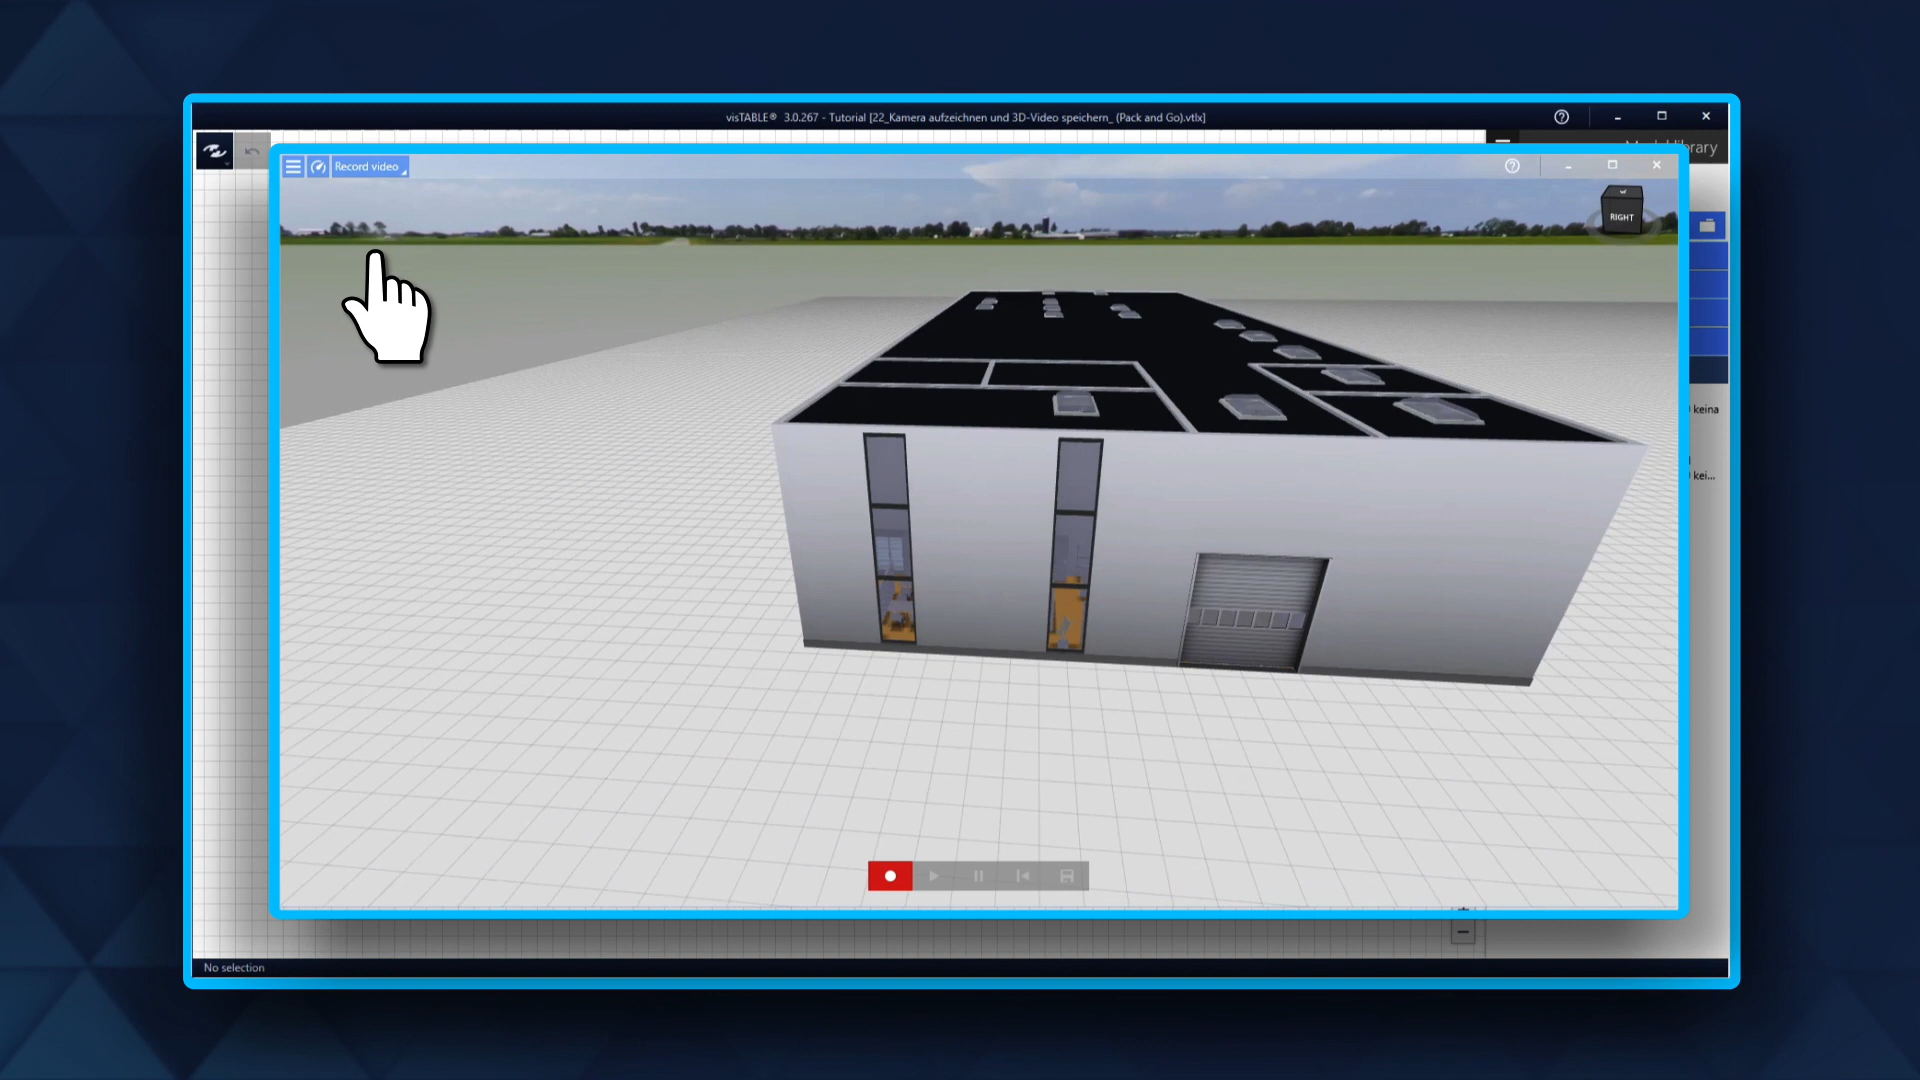 visTABLE® 3.0.267 - Tutorial [22_Kamera aufzeichnen und 3D-Video speichern_ (Pack and Go).vtlx]
Record video
RIGHT
keina
kei...
No selection